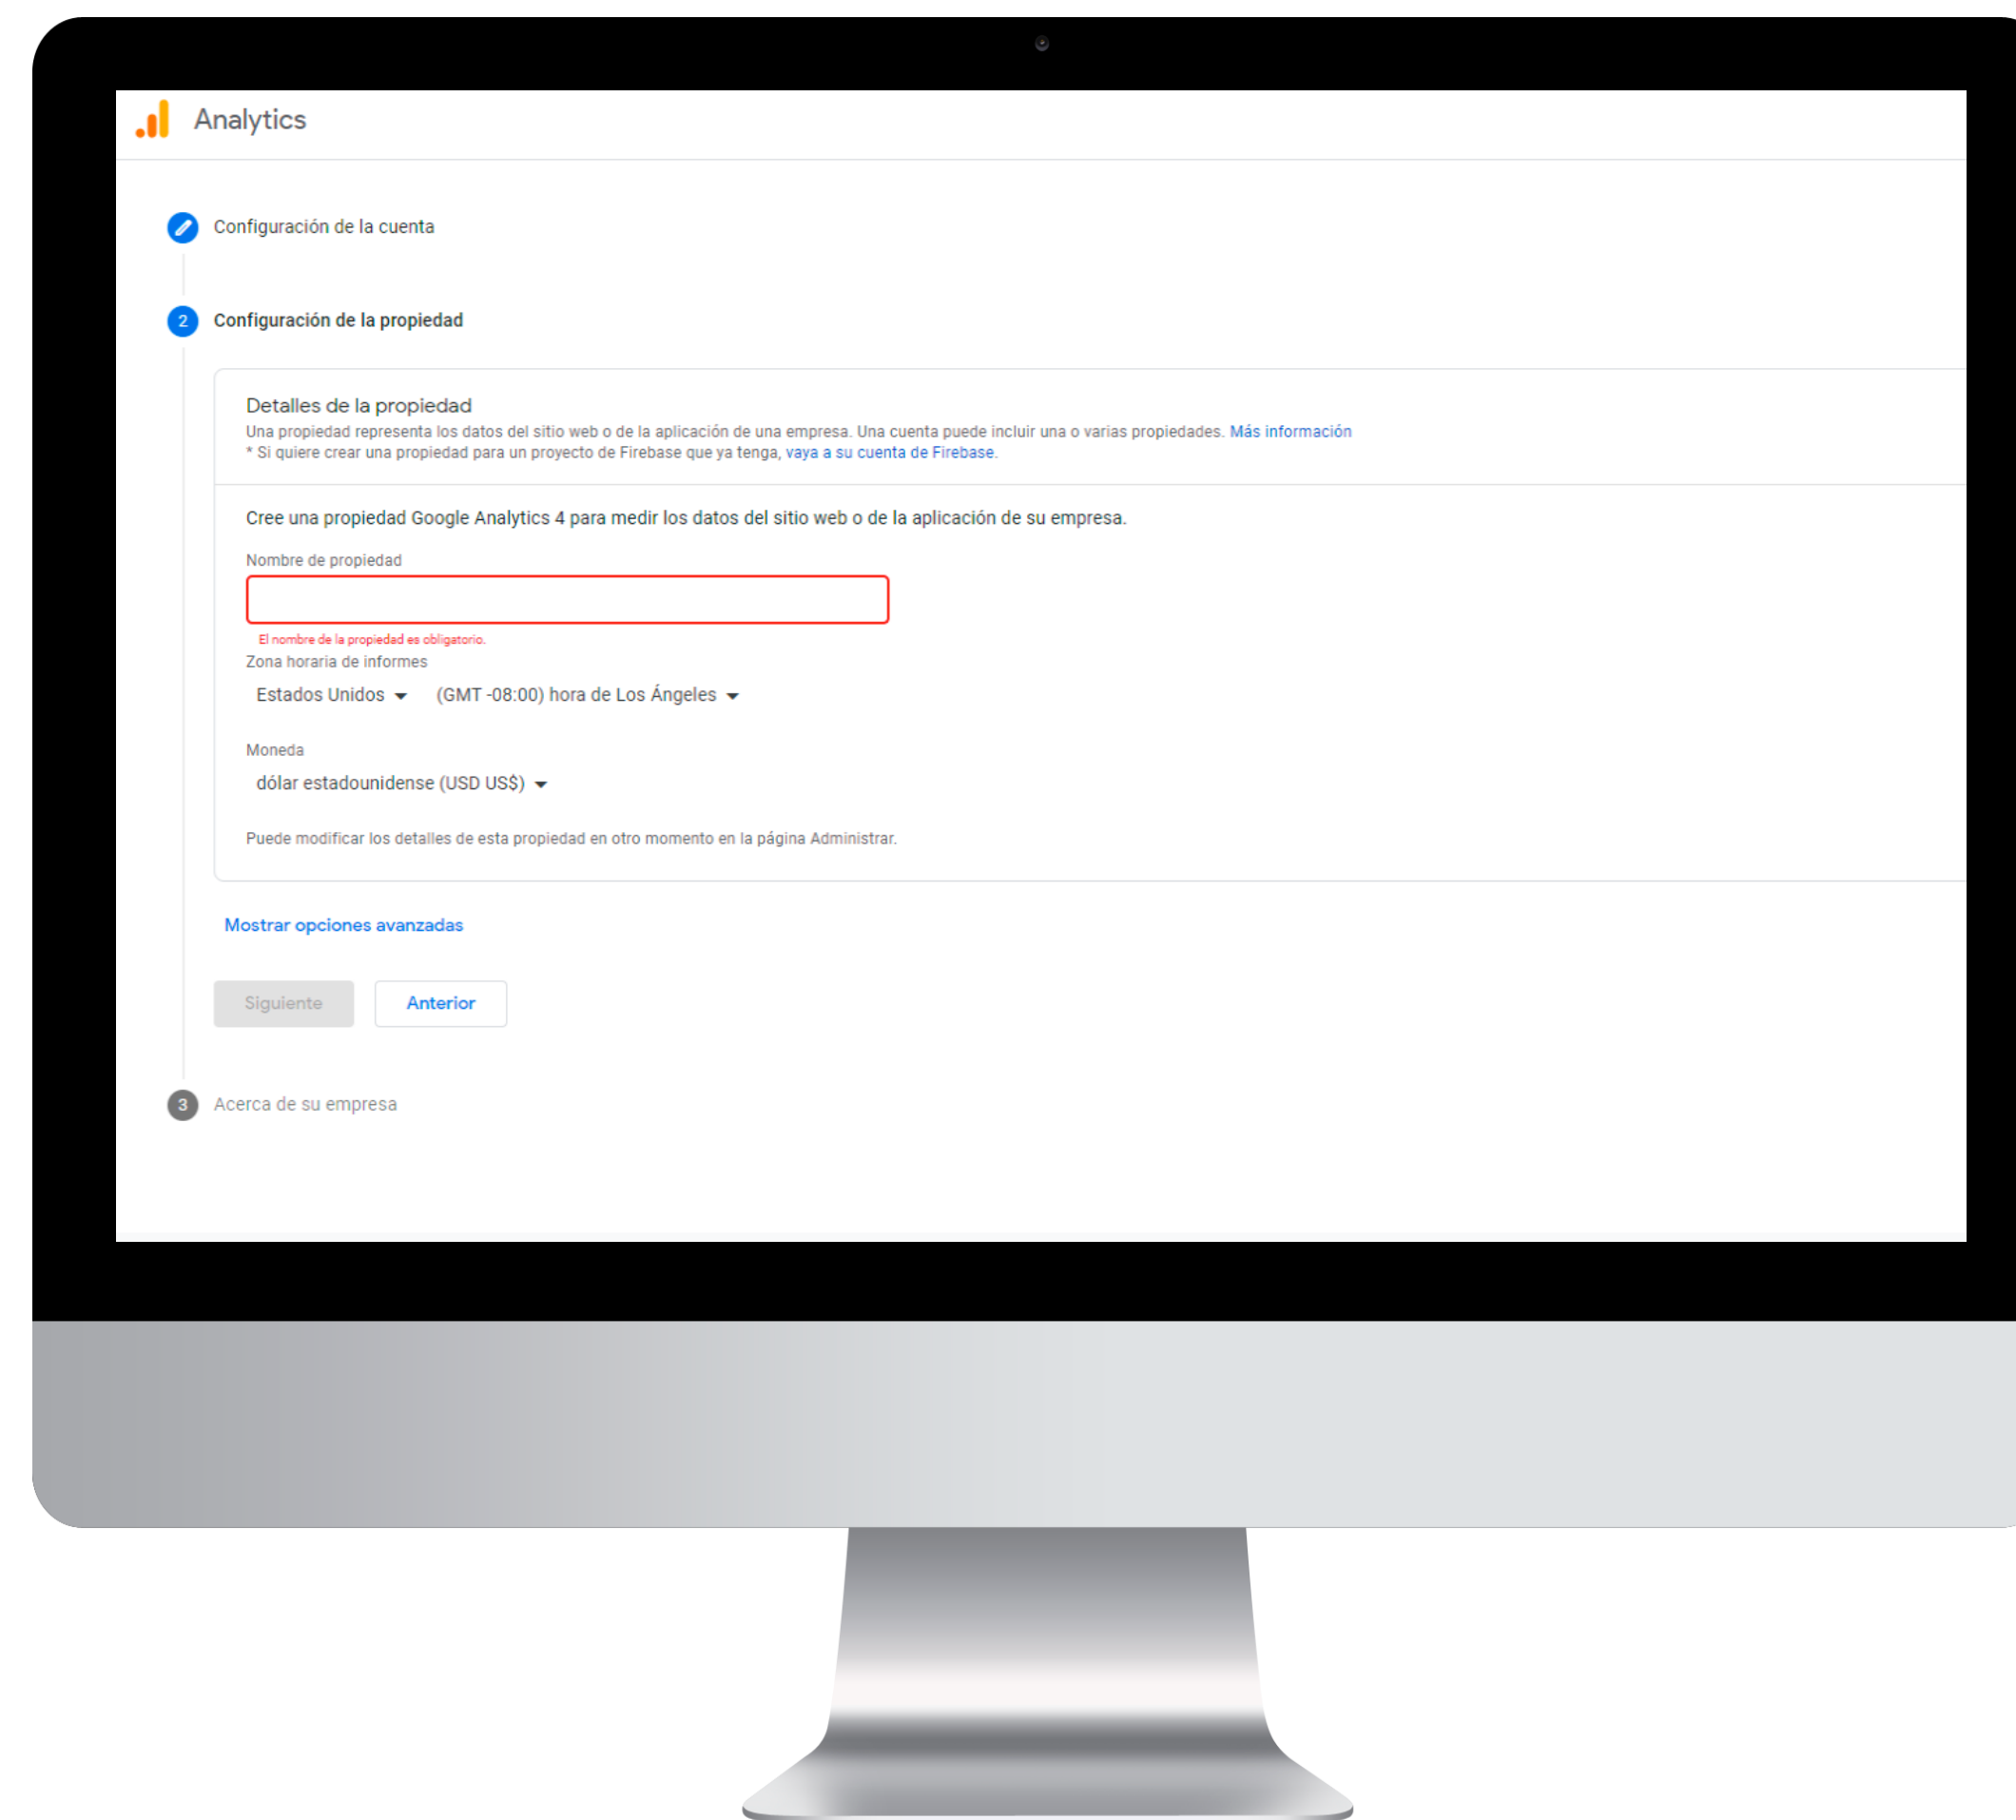 Analytics
Configuración de la cuenta
2 Configuración de la propiedad
Detalles de la propiedad
Una propiedad representa los datos del sitio web o de la aplicación de una empresa. Una cuenta puede incluir una o varias propiedades. Más información
* Si quiere crear una propiedad para un proyecto de Firebase que ya tenga, vaya a su cuenta de Firebase.
Cree una propiedad Google Analytics 4 para medir los datos del sitio web o de la aplicación de su empresa.
Nombre de propiedad
El nombre de la propiedad es obligatorio.
Zona horaria de informes
Estados Unidos (GMT -08:00) hora de Los Ángeles
Moneda
dólar estadounidense (USD US$)
Puede modificar los detalles de esta propiedad en otro momento en la página Administrar.
Mostrar opciones avanzadas
Siguiente Anterior
3 Acerca de su empresa